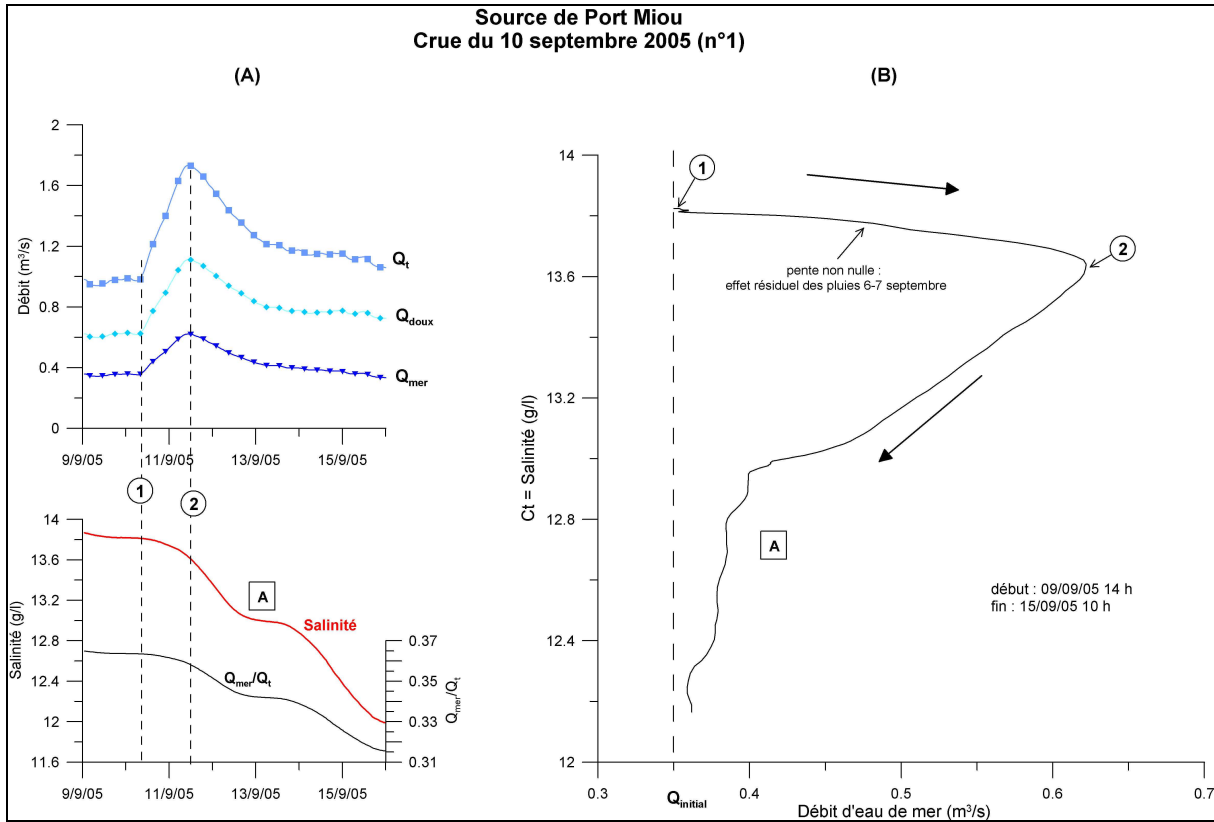 Source de Port Miou
Crue du 10 septembre 2005 (n°1)
(A)
2
1.6
1.2
0.8
0.4
0
Débit (m³/s)
Qt
Qdoux
Qmer
9/9/05 11/9/05 13/9/05 15/9/05
1
2
14
13.6
13.2
12.8
12.4
12
11.6
Salinité (g/l)
A
Salinité
Qmer/Qt
0.37
0.35
0.33
0.31
Qmer/Qt
9/9/05 11/9/05 13/9/05 15/9/05
(B)
14
13.6
13.2
12.8
12.4
12
Ct = Salinité (g/l)
1
2
pente non nulle :
effet résiduel des pluies 6-7 septembre
A
début : 09/09/05 14 h
fin : 15/09/05 10 h
0.3 0.4 0.5 0.6 0.7
Qinitial
Débit d'eau de mer (m³/s)